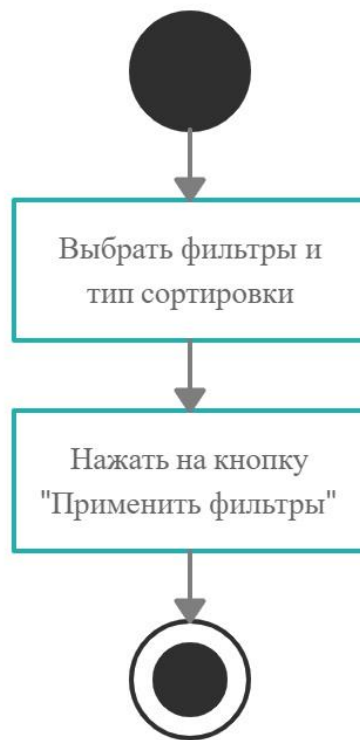 Выбрать фильтры и
тип сортировки
Нажать на кнопку
"Применить фильтры"